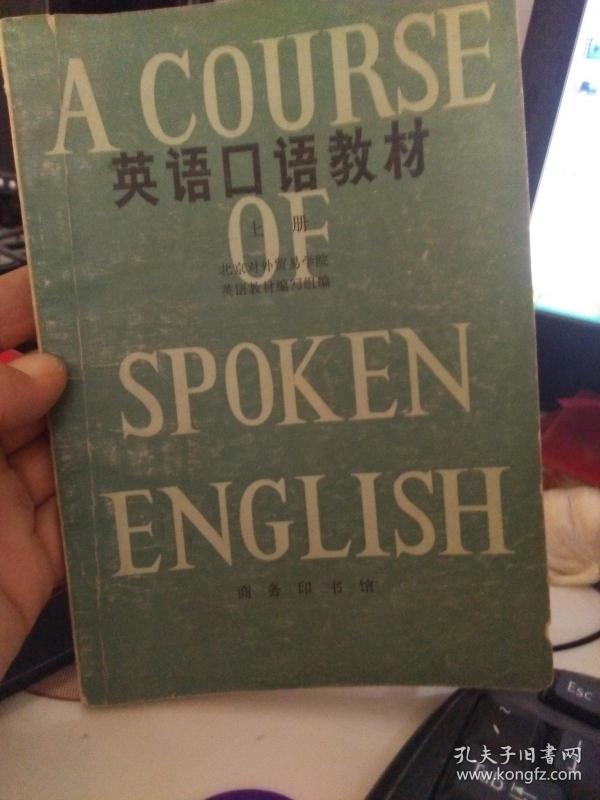 A COURSE
英语口语教材
OF
上册
北京对外贸易学院
英语教材编写组编
SPOKEN
ENGLISH
商务印书馆
Esc
~
孔夫子旧书网
www.kongfz.com